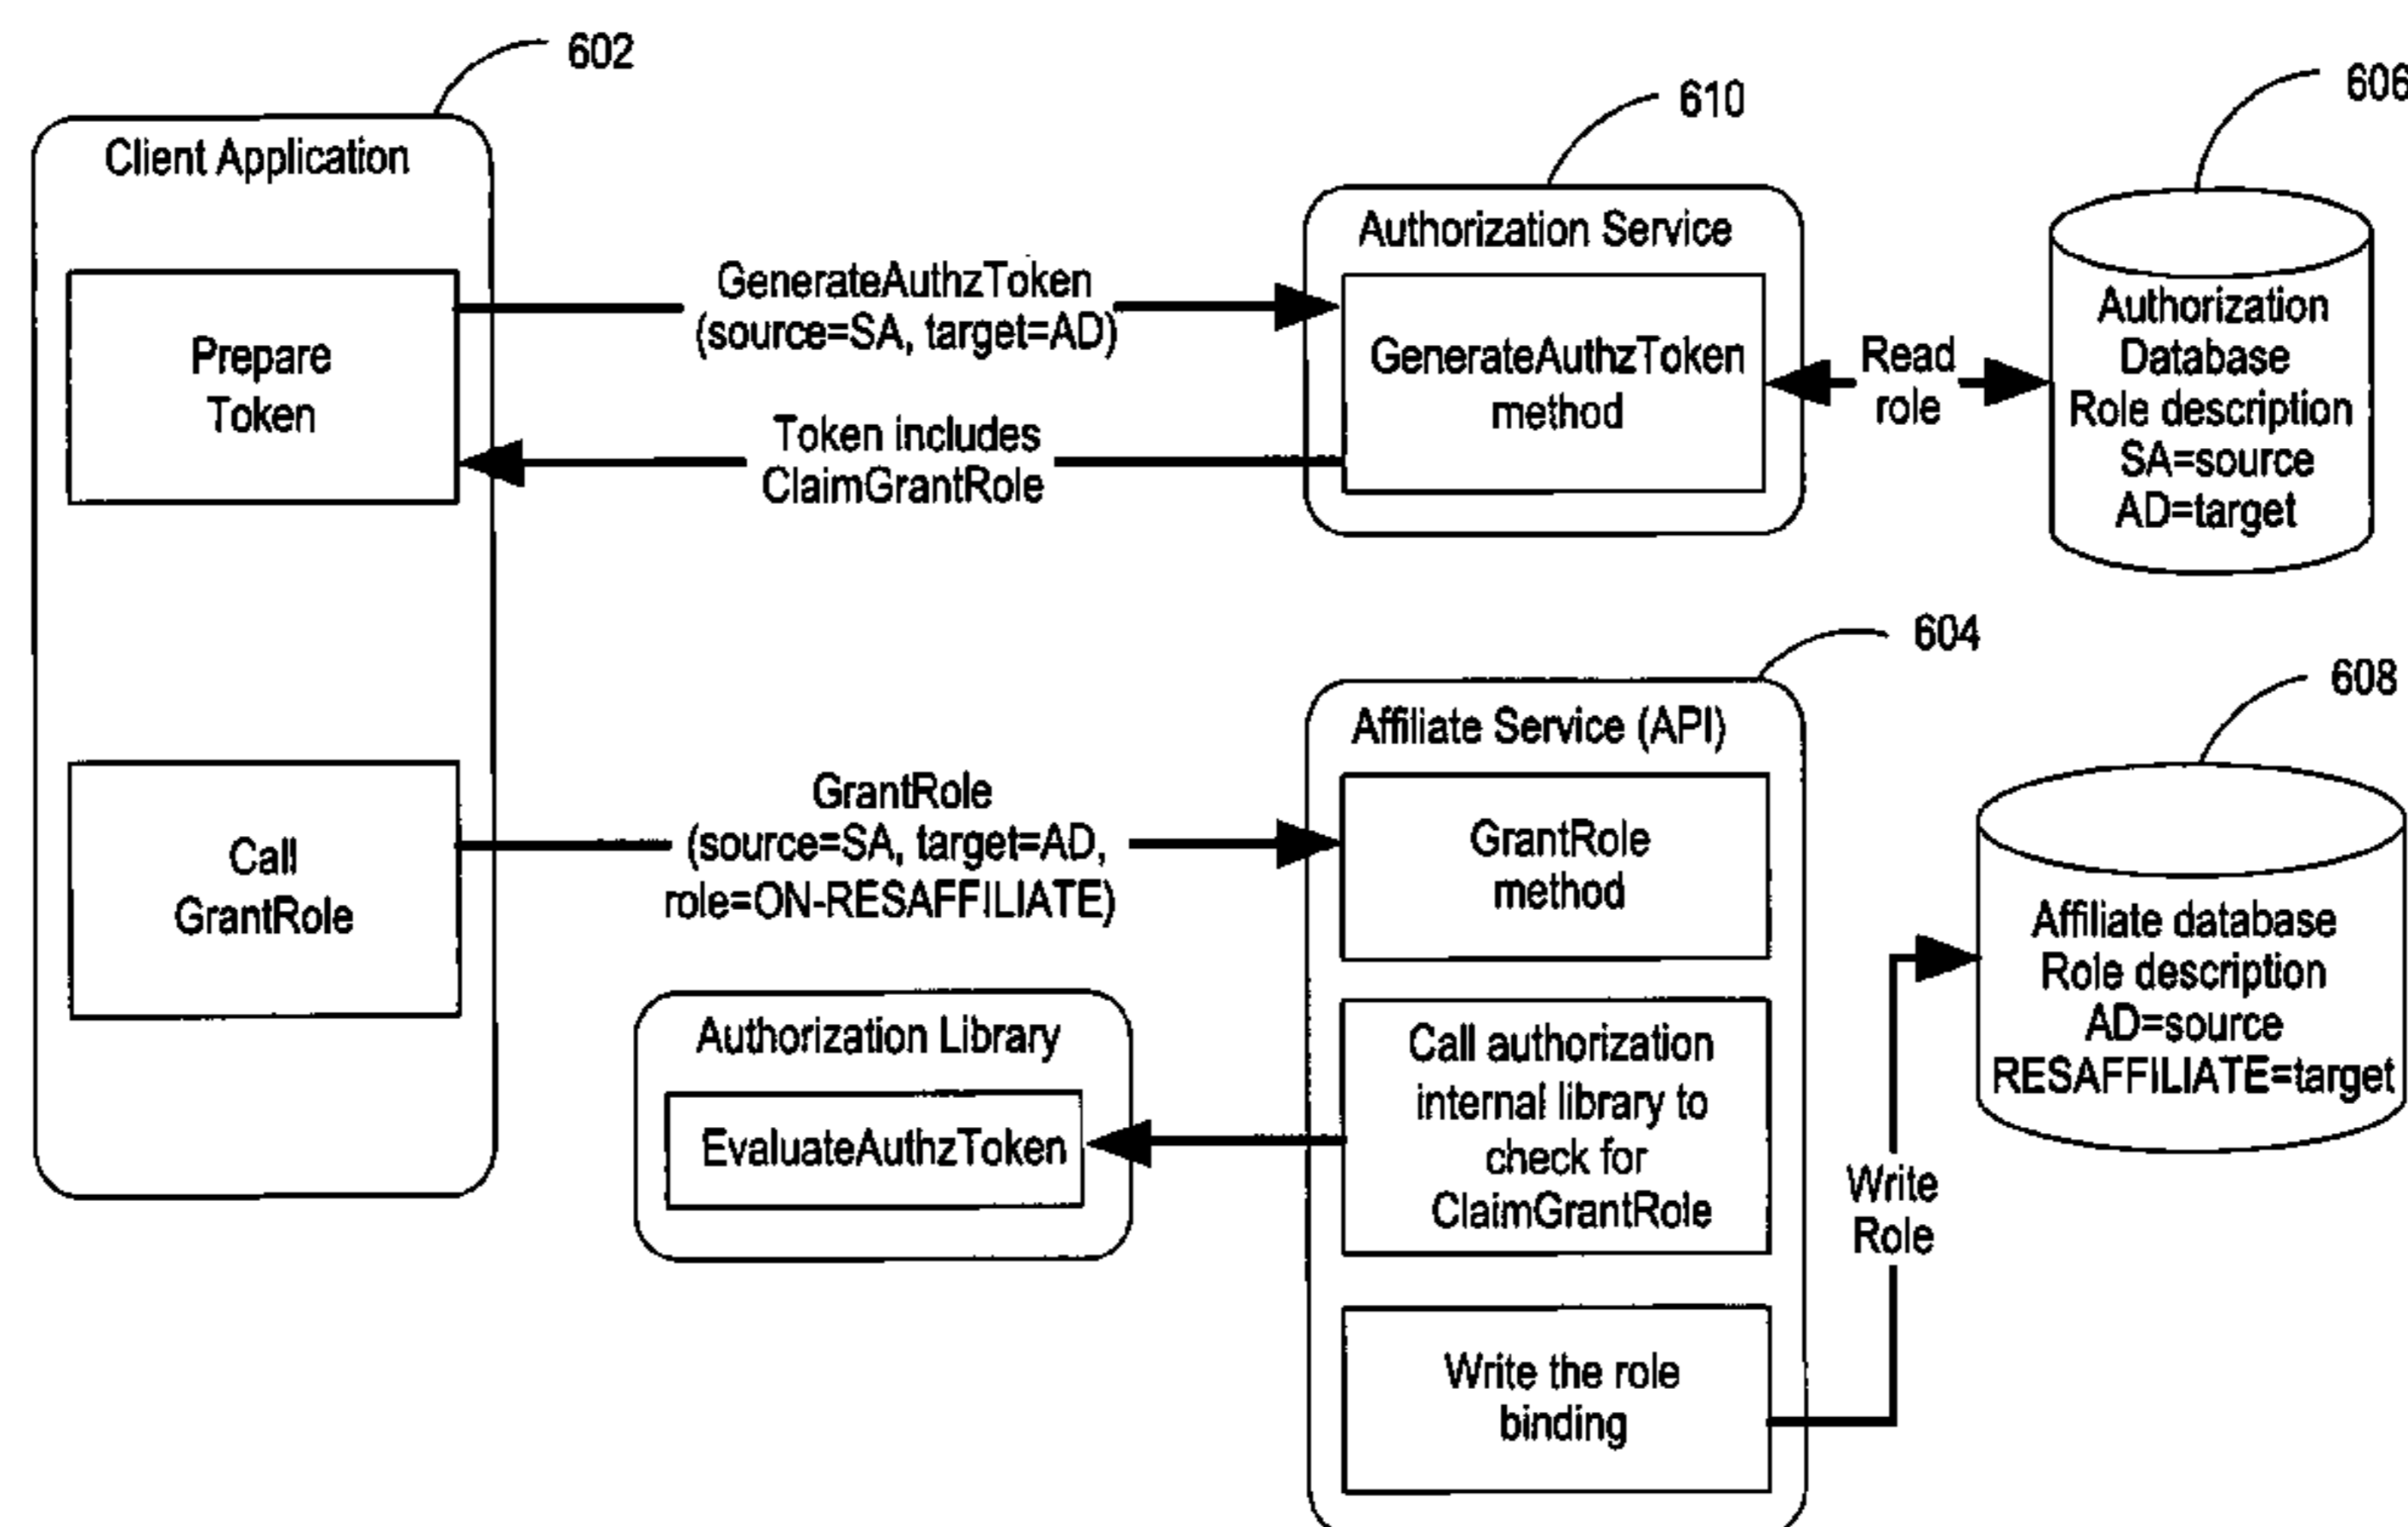 602
610
606
Client Application
Authorization Service
Prepare
Token
GenerateAuthzToken
(source=SA, target=AD)
Token includes
ClaimGrantRole
GenerateAuthzToken
method
Read
role
Authorization
Database
Role description
SA=source
AD=target
604
608
Affiliate Service (API)
Call
GrantRole
GrantRole
(source=SA, target=AD,
role=ON-RESAFFILIATE)
GrantRole
method
Affiliate database
Role description
AD=source
RESAFFILIATE=target
Authorization Library
EvaluateAuthzToken
Call authorization
internal library to
check for
ClaimGrantRole
Write
Role
Write the role
binding